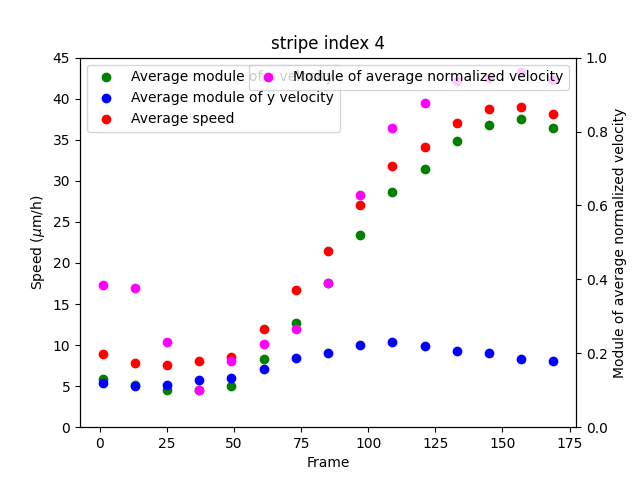 stripe index 4
Average module of x velocity
Average module of y velocity
Average speed
Module of average normalized velocity
45
40
35
30
25
20
15
10
5
0
Speed (μm/h)
1.0
0.8
0.6
0.4
0.2
0.0
Module of average normalized velocity
0 25 50 75 100 125 150 175
Frame